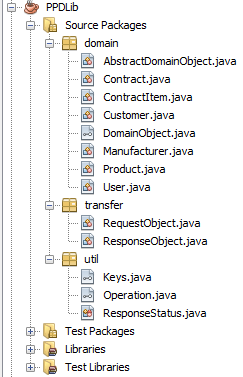 PPDLib
Source Packages
domain
AbstractDomainObject.java
Contract.java
ContractItem.java
Customer.java
DomainObject.java
Manufacturer.java
Product.java
User.java
transfer
RequestObject.java
ResponseObject.java
util
Keys.java
Operation.java
ResponseStatus.java
Test Packages
Libraries
Test Libraries